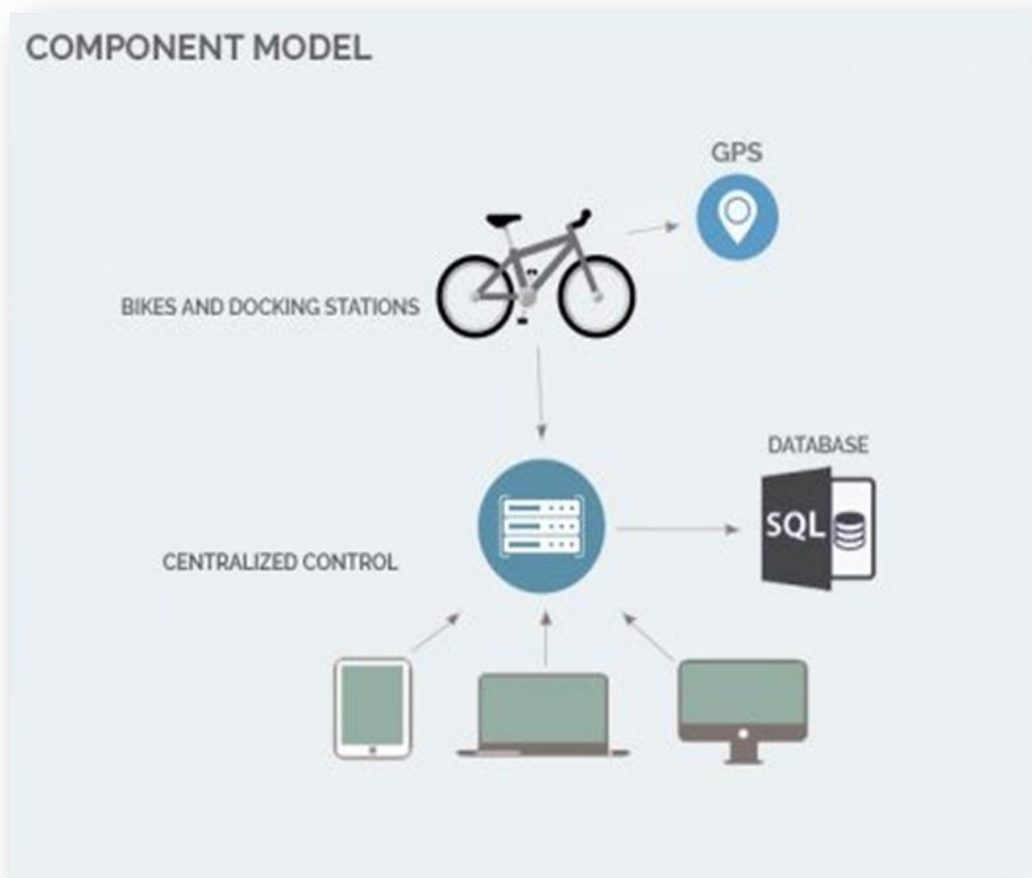 COMPONENT MODEL
GPS
BIKES AND DOCKING STATIONS
DATABASE
SQL
CENTRALIZED CONTROL